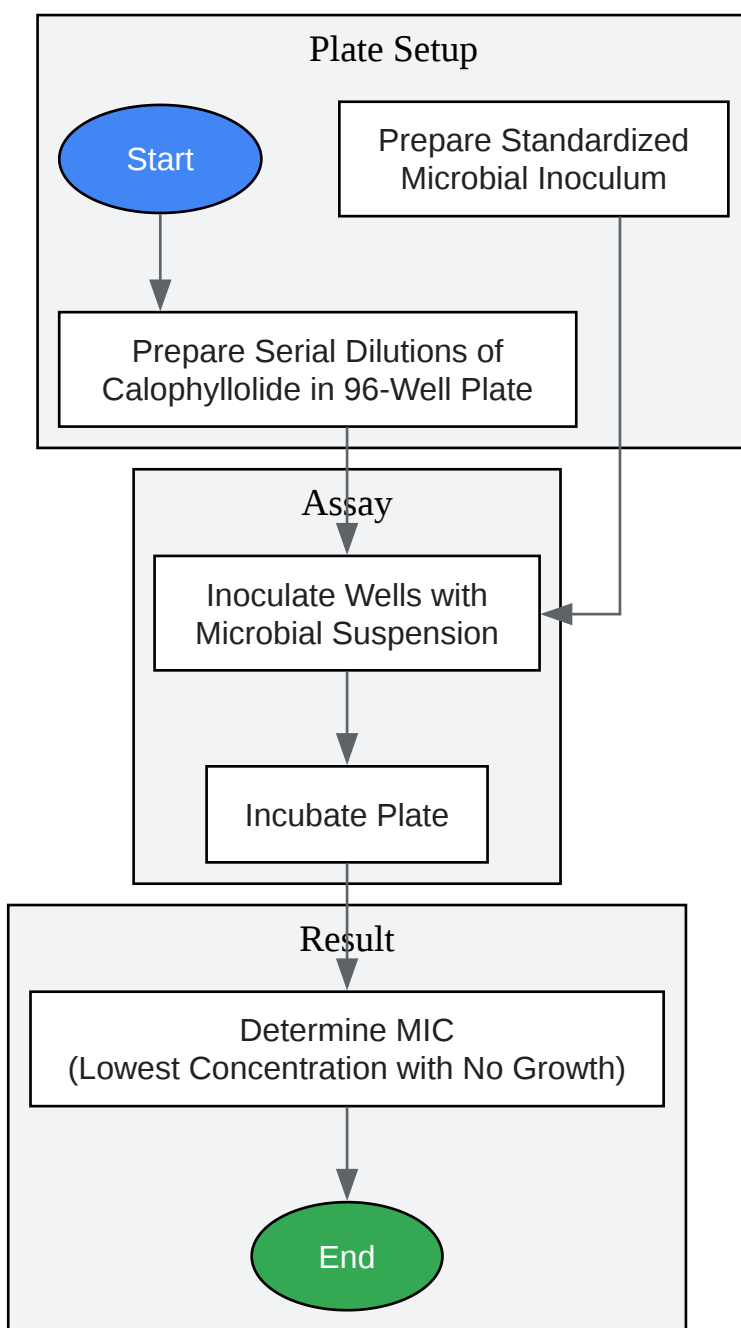 Plate Setup
Start
Prepare Standardized
Microbial Inoculum
Prepare Serial Dilutions of
Calophyllolide in 96-Well Plate
Assay
Inoculate Wells with
Microbial Suspension
Incubate Plate
Result
Determine MIC
(Lowest Concentration with No Growth)
End